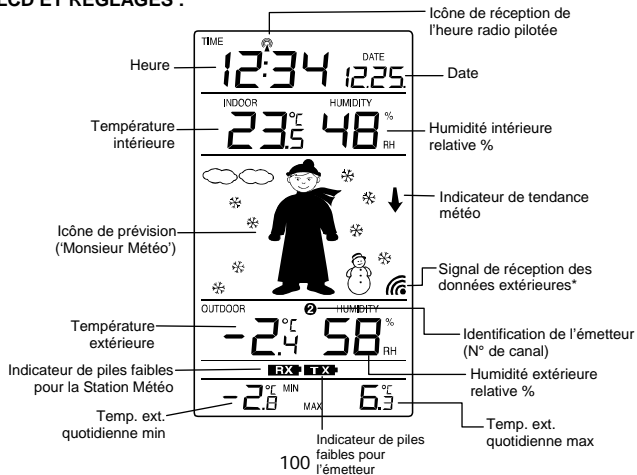 LCD ET RÉGLAGES :
Icône de réception de
l'heure radio pilotée
TIME
Heure
12:34
DATE
12.25.
Date
INDOOR
HUMIDITY
Température
intérieure
23.5 °C
48 %
RH
Humidité intérieure
relative %
Indicateur de tendance
météo
Icône de prévision
('Monsieur Météo')
Signal de réception des
données extérieures*
OUTDOOR
2
HUMIDITY
Température
extérieure
-2.4 °C
58 %
RH
Identification de l'émetteur
(N° de canal)
Indicateur de piles faibles
pour la Station Météo
RX TX
Humidité extérieure
relative %
-2.8 °C MIN
MAX 6.3 °C
Temp. ext.
quotidienne min
Temp. ext.
quotidienne max
Indicateur de piles
faibles pour
l'émetteur
100